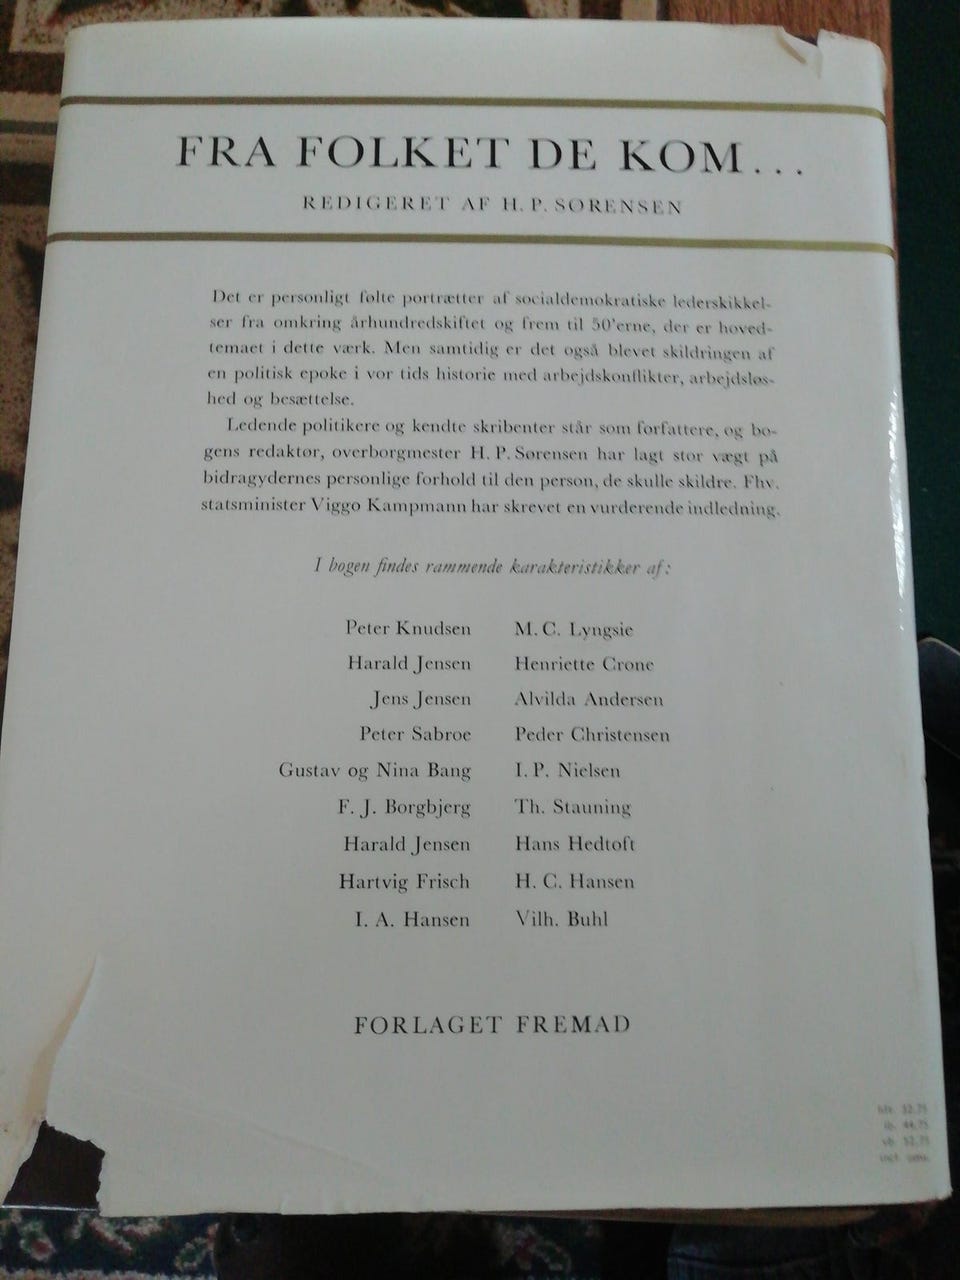 FRA FOLKET DE KOM...
REDIGERET AF H. P. SØRENSEN
Det er personligt følte portrætter af socialdemokratiske lederskikkel-
ser fra omkring århundredskiftet og frem til 50'erne, der er hoved-
temaet i dette værk. Men samtidig er det også blevet skildringen af
en politisk epoke i vor tids historie med arbejdskonflikter, arbejdsløs-
hed og besættelse.
Ledende politikere og kendte skribenter står som forfattere, og bo-
gens redaktør, overborgmester H. P. Sørensen har lagt stor vægt på
bidragydernes personlige forhold til den person, de skulle skildre. Fhv.
statsminister Viggo Kampmann har skrevet en vurderende indledning.
I bogen findes rammende karakteristikker af:
Peter Knudsen M. C. Lyngsie
Harald Jensen Henriette Crone
Jens Jensen Alvilda Andersen
Peter Sabroe Peder Christensen
Gustav og Nina Bang I. P. Nielsen
F. J. Borgbjerg Th. Stauning
Harald Jensen Hans Hedtoft
Hartvig Frisch H. C. Hansen
I. A. Hansen Vilh. Buhl
FORLAGET FREMAD
44.75
52.75